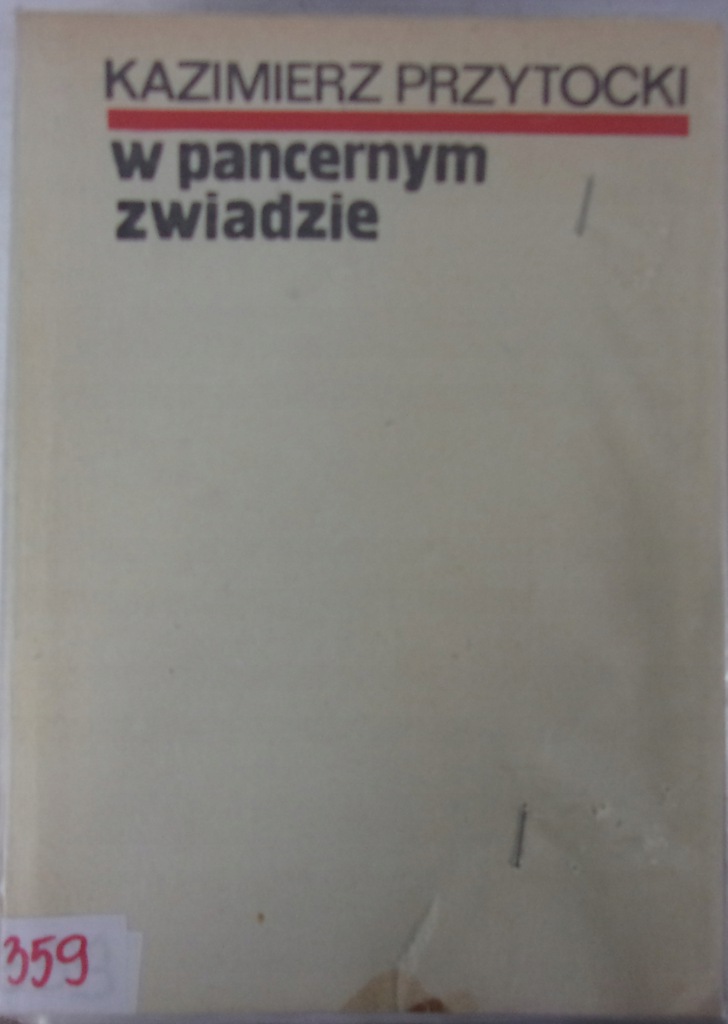 KAZIMIERZ PRZYTOCKI
w pancernym
zwiadzie
359